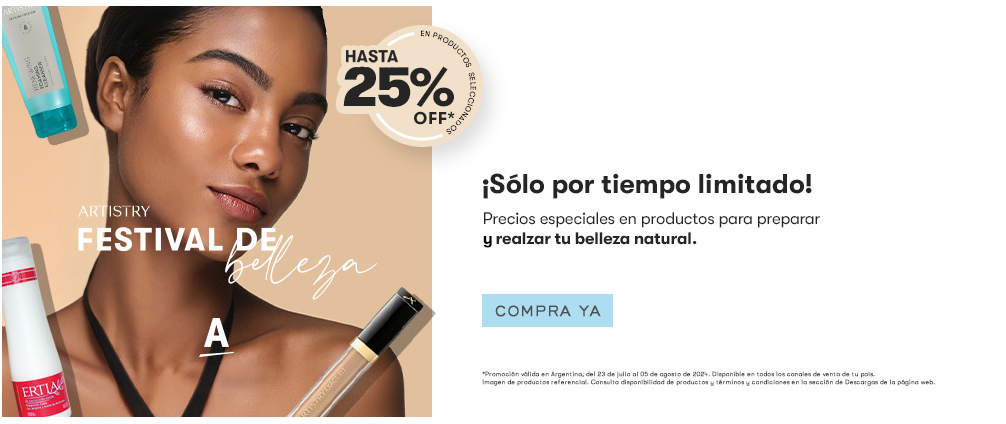 HASTA
25%
OFF*
EN PRODUCTOS SELECCIONADOS
ARTISTRY
FESTIVAL DE
belleza
A
ERTIA
¡Sólo por tiempo limitado!
Precios especiales en productos para preparar
y realzar tu belleza natural.
COMPRA YA
*Promoción válida en Argentina, del 23 de julio al 05 de agosto de 2024. Disponible en todos los canales de venta de tu país.
Imagen de productos referencial. Consulta disponibilidad de productos y términos y condiciones en la sección de Descargas de la página web.